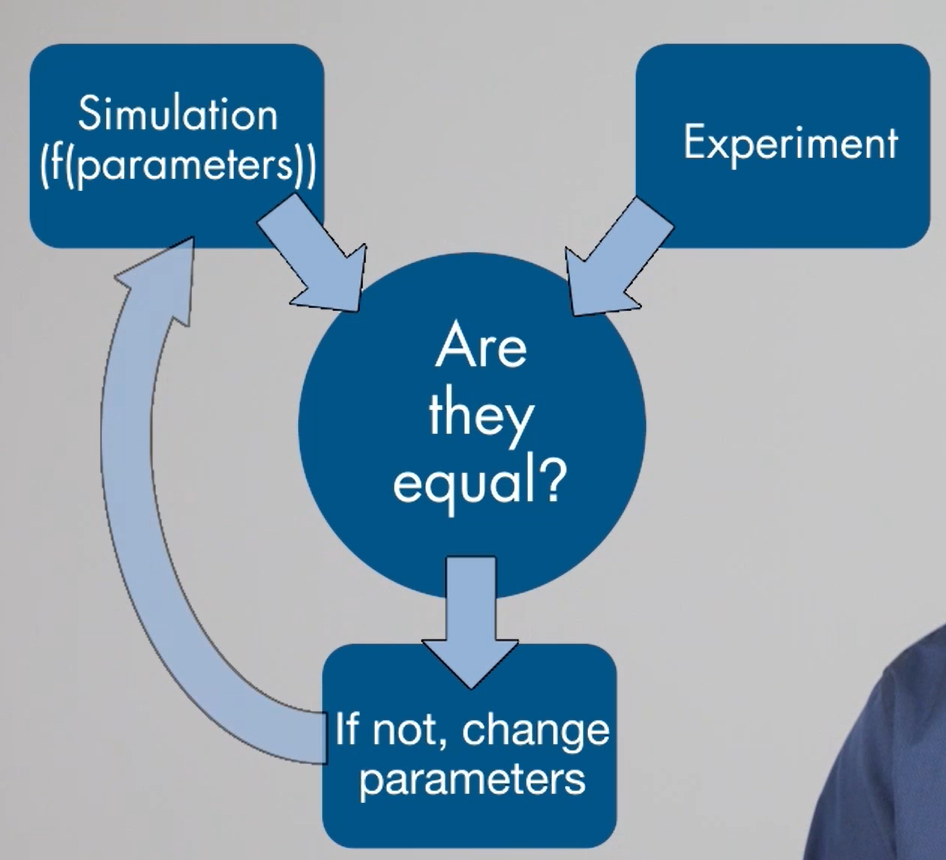 Simulation
(f(parameters))
Experiment
Are
they
equal?
If not, change
parameters